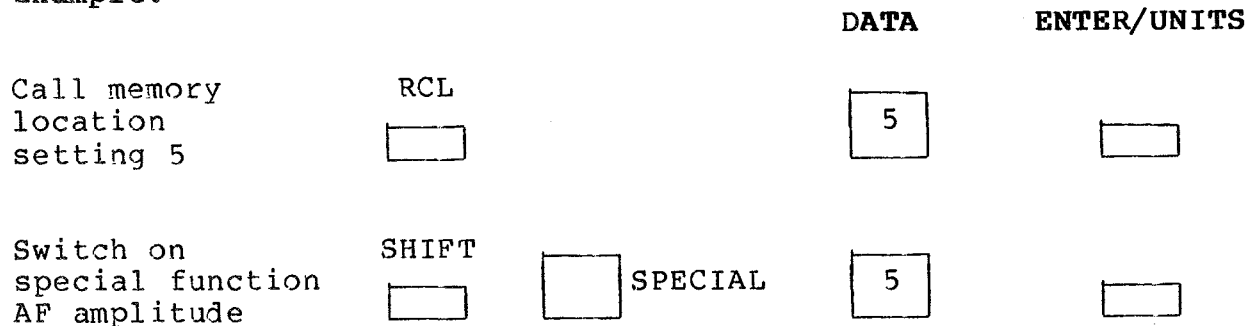 DATA ENTER/UNITS
Call memory RCL
location 5
setting 5
Switch on SHIFT
special function SPECIAL 5
AF amplitude